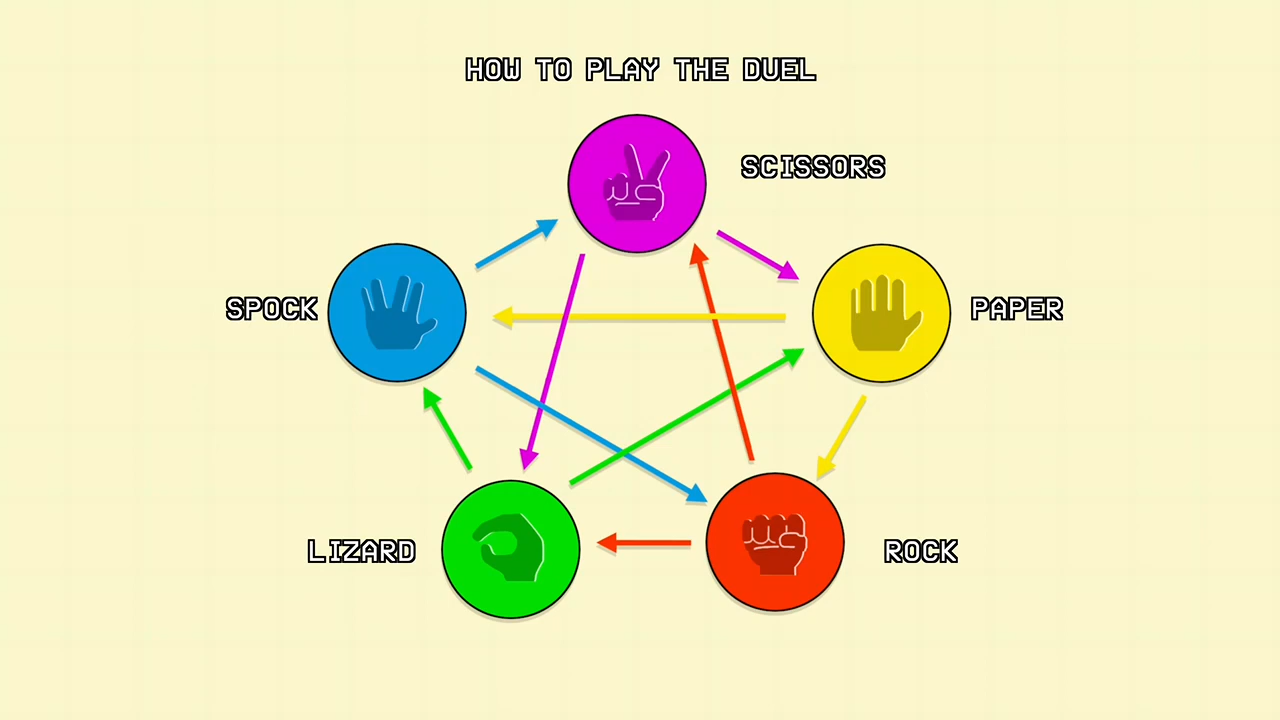 HOW TO PLAY THE DUEL
SCISSORS
SPOCK
PAPER
LIZARD
ROCK